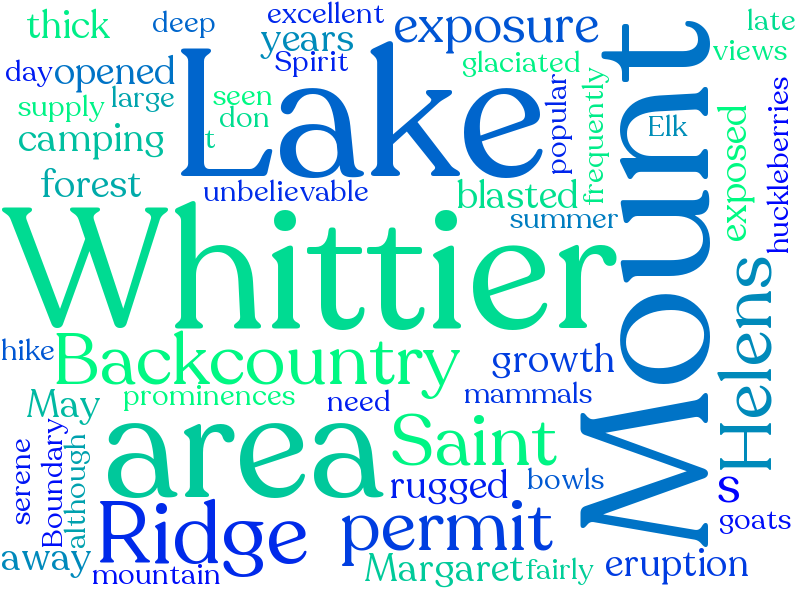 thick
deep
excellent
years
exposure
late
views
day
opened
Spirit
glaciated
supply
large
seen
don
t
Lake
popular
frequently
Mount
Elk
huckleberries
exposed
camping
forest
unbelievable
blasted
summer
Whittier
hike
Backcountry
growth
Helens
May
prominences
need
mammals
serene
Boundary
although
area
Saint
rugged
bowls
s
goats
away
Ridge
permit
mountain
Margaret
fairly
eruption